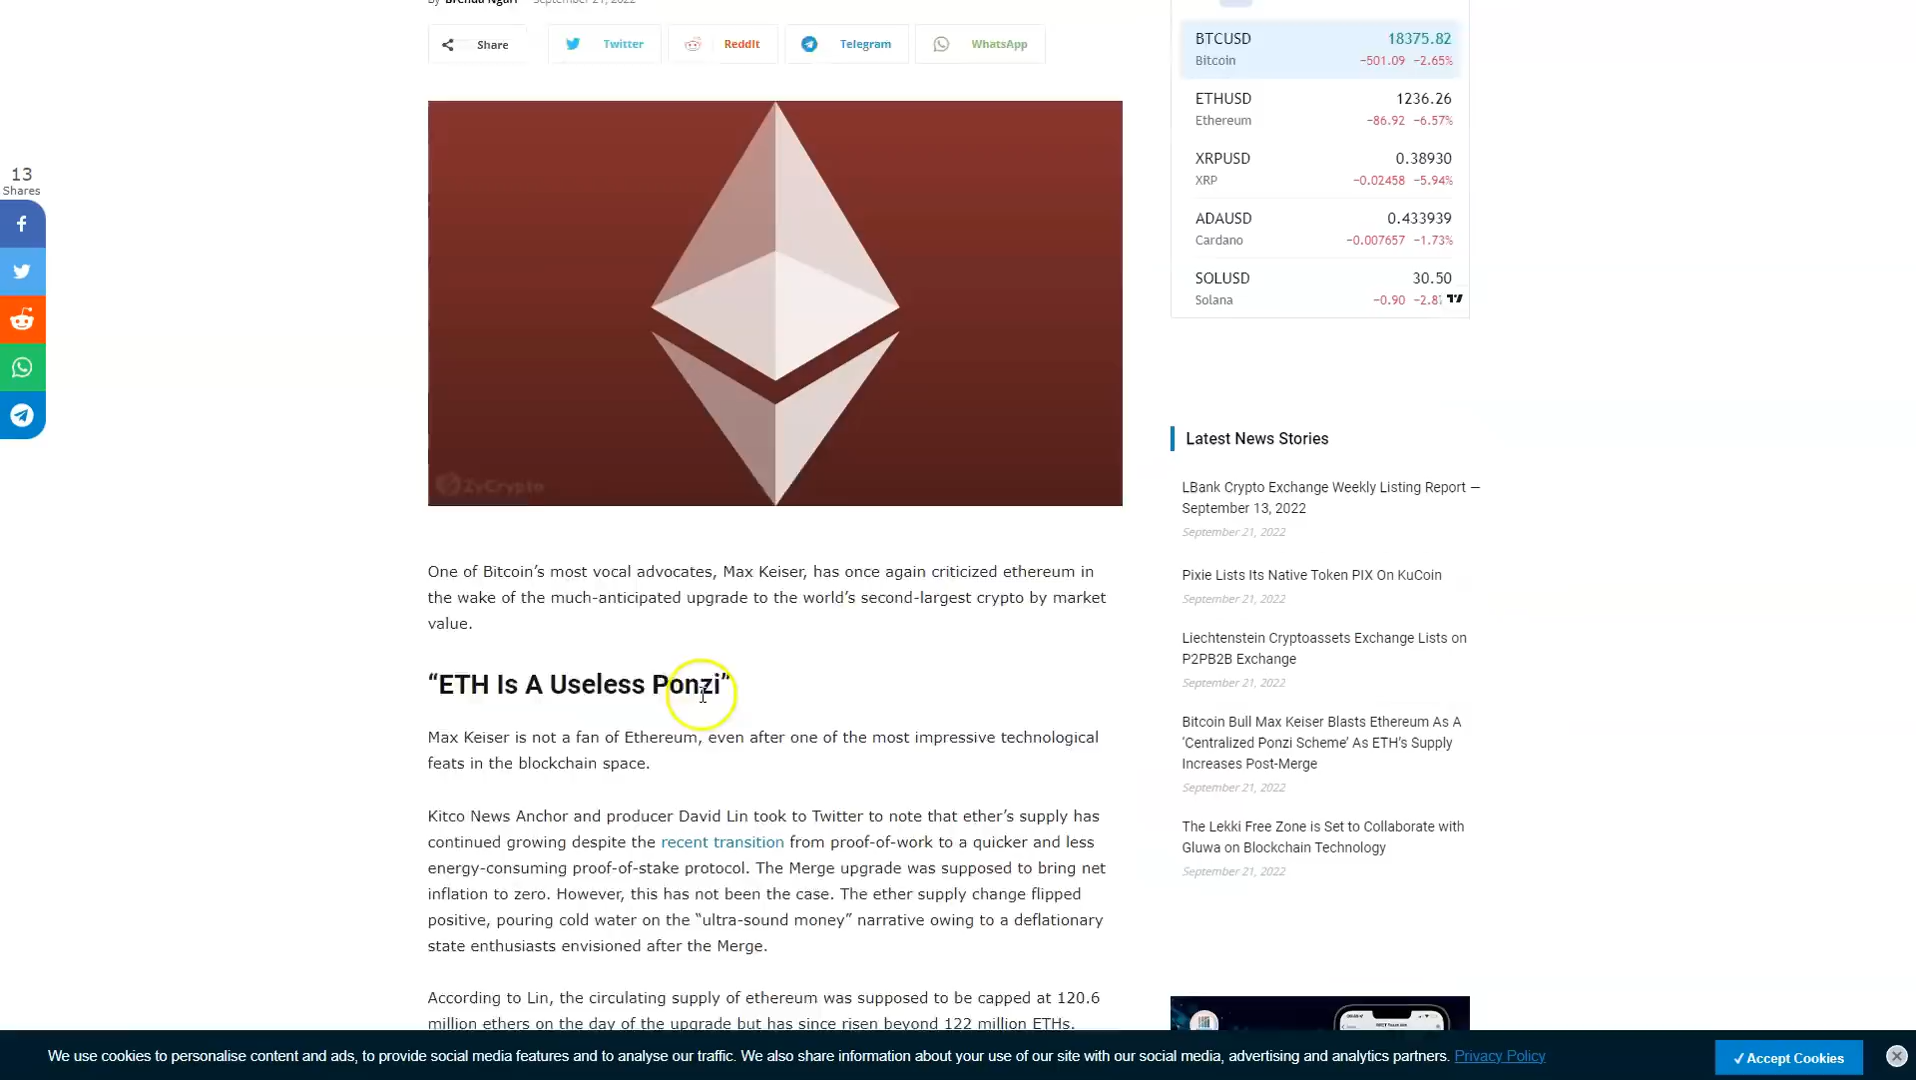 By Brenda Ngari September 21, 2022
Share
Twitter
ReddIt
Telegram
WhatsApp
13
Shares
ZyCrypto
One of Bitcoin’s most vocal advocates, Max Keiser, has once again criticized ethereum in
the wake of the much-anticipated upgrade to the world’s second-largest crypto by market
value.
“ETH Is A Useless Ponzi”
Max Keiser is not a fan of Ethereum, even after one of the most impressive technological
feats in the blockchain space.
Kitco News Anchor and producer David Lin took to Twitter to note that ether’s supply has
continued growing despite the recent transition from proof-of-work to a quicker and less
energy-consuming proof-of-stake protocol. The Merge upgrade was supposed to bring net
inflation to zero. However, this has not been the case. The ether supply change flipped
positive, pouring cold water on the “ultra-sound money” narrative owing to a deflationary
state enthusiasts envisioned after the Merge.
According to Lin, the circulating supply of ethereum was supposed to be capped at 120.6
million ethers on the day of the upgrade but has since risen beyond 122 million ETHs.
BTCUSD 18375.82
Bitcoin −501.09 −2.65%
ETHUSD 1236.26
Ethereum −86.92 −6.57%
XRPUSD 0.38930
XRP −0.02458 −5.94%
ADAUSD 0.433939
Cardano −0.007657 −1.73%
SOLUSD 30.50
Solana −0.90
Latest News Stories
LBank Crypto Exchange Weekly Listing Report —
September 13, 2022
September 21, 2022
Pixie Lists Its Native Token PIX On KuCoin
September 21, 2022
Liechtenstein Cryptoassets Exchange Lists on
P2PB2B Exchange
September 21, 2022
Bitcoin Bull Max Keiser Blasts Ethereum As A
‘Centralized Ponzi Scheme’ As ETH’s Supply
Increases Post-Merge
September 21, 2022
The Lekki Free Zone is Set to Collaborate with
Gluwa on Blockchain Technology
September 21, 2022
We use cookies to personalise content and ads, to provide social media features and to analyse our traffic. We also share information about your use of our site with our social media, advertising and analytics partners. Privacy Policy
✓Accept Cookies